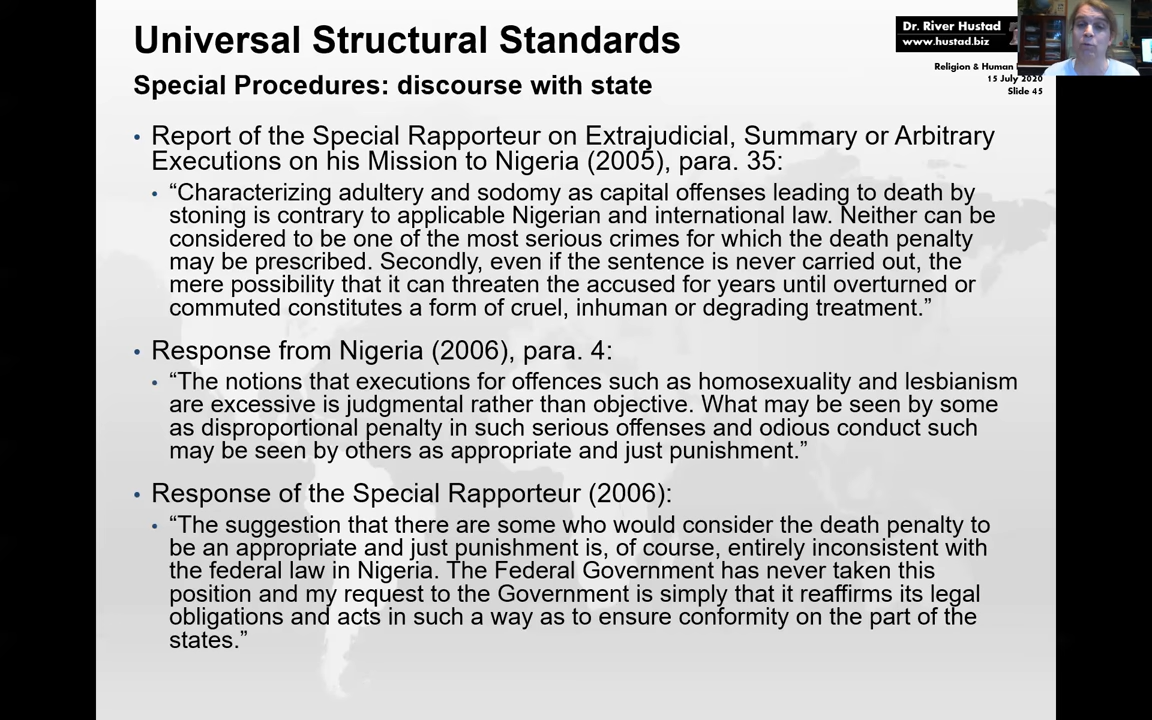 Universal Structural Standards
Special Procedures: discourse with state
Dr. River Hustad
www.hustad.biz
Religion & Human
15 July 2020
Slide 45
• Report of the Special Rapporteur on Extrajudicial, Summary or Arbitrary
Executions on his Mission to Nigeria (2005), para. 35:
• “Characterizing adultery and sodomy as capital offenses leading to death by
stoning is contrary to applicable Nigerian and international law. Neither can be
considered to be one of the most serious crimes for which the death penalty
may be prescribed. Secondly, even if the sentence is never carried out, the
mere possibility that it can threaten the accused for years until overturned or
commuted constitutes a form of cruel, inhuman or degrading treatment.”
• Response from Nigeria (2006), para. 4:
• “The notions that executions for offences such as homosexuality and lesbianism
are excessive is judgmental rather than objective. What may be seen by some
as disproportional penalty in such serious offenses and odious conduct such
may be seen by others as appropriate and just punishment.”
• Response of the Special Rapporteur (2006):
• “The suggestion that there are some who would consider the death penalty to
be an appropriate and just punishment is, of course, entirely inconsistent with
the federal law in Nigeria. The Federal Government has never taken this
position and my request to the Government is simply that it reaffirms its legal
obligations and acts in such a way as to ensure conformity on the part of the
states.”